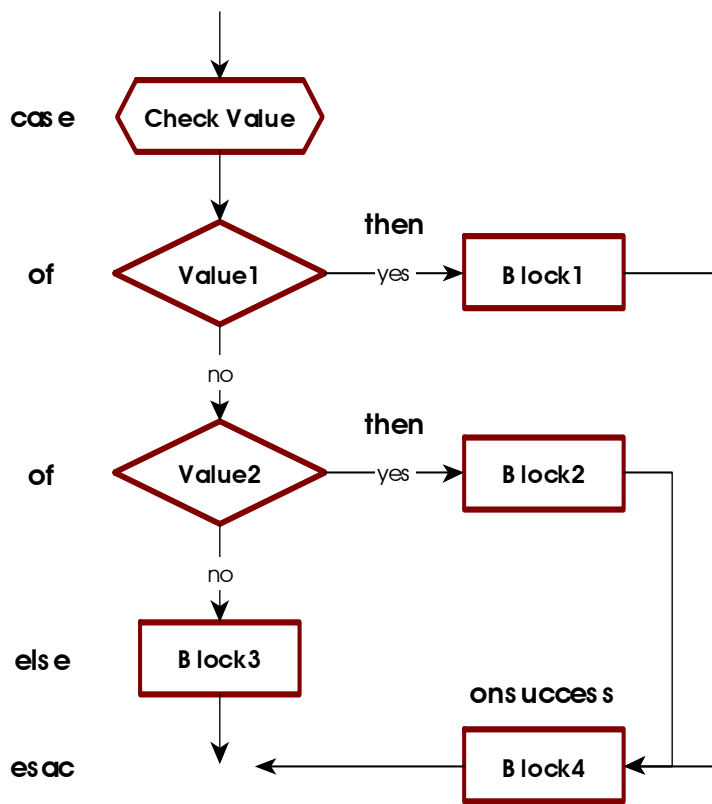 case
Check Value
then
of
Value1
yes
Block1
no
then
of
Value2
yes
Block2
no
else
Block3
onsuccess
esac
Block4